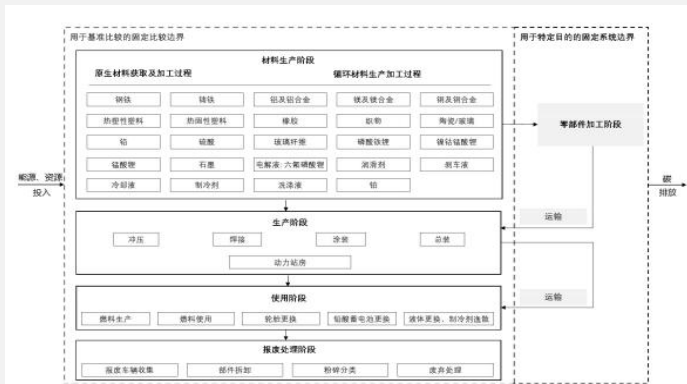 用于基准比较的固定比较边界
用于特定目的的固定系统边界
材料生产阶段
原生材料获取及加工过程
循环材料生产加工过程
钢铁
铸铁
铝及铝合金
镁及镁合金
铜及铜合金
热塑性塑料
热固性塑料
橡胶
织物
陶瓷/玻璃
铅
硫酸
玻璃纤维
磷酸铁锂
镍钴锰酸锂
锰酸锂
石墨
电解液:六氟磷酸锂
润滑剂
刹车液
冷却液
制冷剂
洗涤液
铂
零部件加工阶段
能源、资源
投入
碳
排放
运输
生产阶段
冲压
焊接
涂装
总装
动力站房
运输
使用阶段
燃料生产
燃料使用
轮胎更换
铅酸蓄电池更换
液体更换、制冷剂逸散
报废处理阶段
报废车辆收集
部件拆卸
粉碎分类
废弃处理